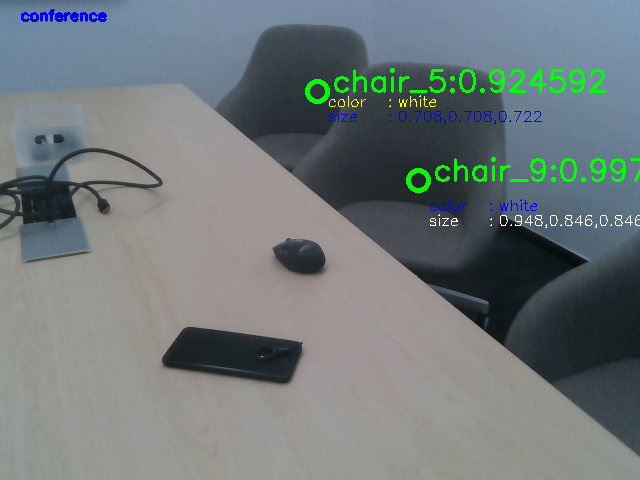 conference
chair_5:0.924592
color : white
size : 0.708,0.708,0.722
chair_9:0.997
color : white
size : 0.948,0.846,0.846